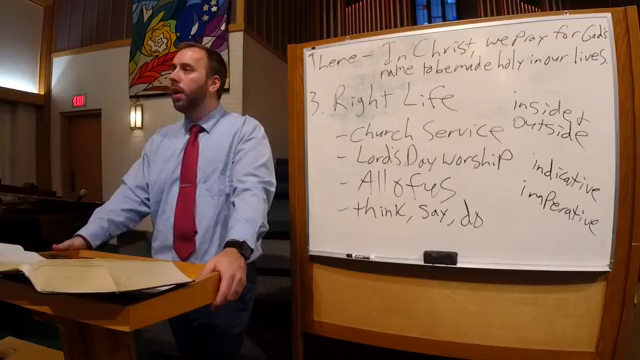 EXIT
Theme - In Christ, we pray for God's
name to be made holy in our lives.
3. Right Life
- Church Service
- Lord's Day worship
- All of us
- think, say, do
inside +
outside
indicative
imperative